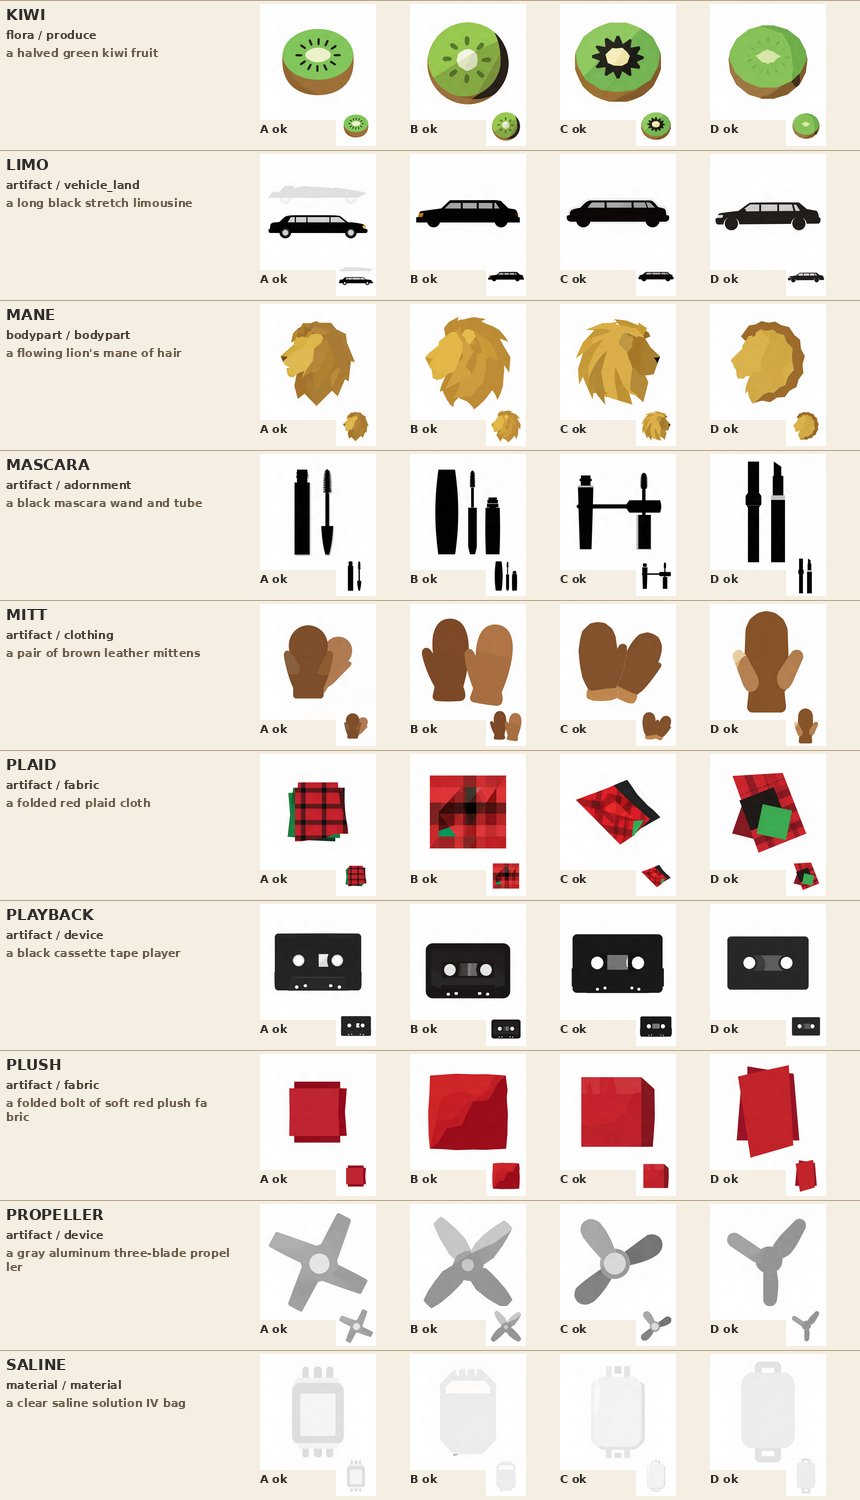 KIWI
flora / produce
a halved green kiwi fruit
A ok
B ok
C ok
D ok
LIMO
artifact / vehicle_land
a long black stretch limousine
A ok
B ok
C ok
D ok
MANE
bodypart / bodypart
a flowing lion's mane of hair
A ok
B ok
C ok
D ok
MASCARA
artifact / adornment
a black mascara wand and tube
A ok
B ok
C ok
D ok
MITT
artifact / clothing
a pair of brown leather mittens
A ok
B ok
C ok
D ok
PLAID
artifact / fabric
a folded red plaid cloth
A ok
B ok
C ok
D ok
PLAYBACK
artifact / device
a black cassette tape player
A ok
B ok
C ok
D ok
PLUSH
artifact / fabric
a folded bolt of soft red plush fa
bric
A ok
B ok
C ok
D ok
PROPELLER
artifact / device
a gray aluminum three-blade propel
ler
A ok
B ok
C ok
D ok
SALINE
material / material
a clear saline solution IV bag
A ok
B ok
C ok
D ok